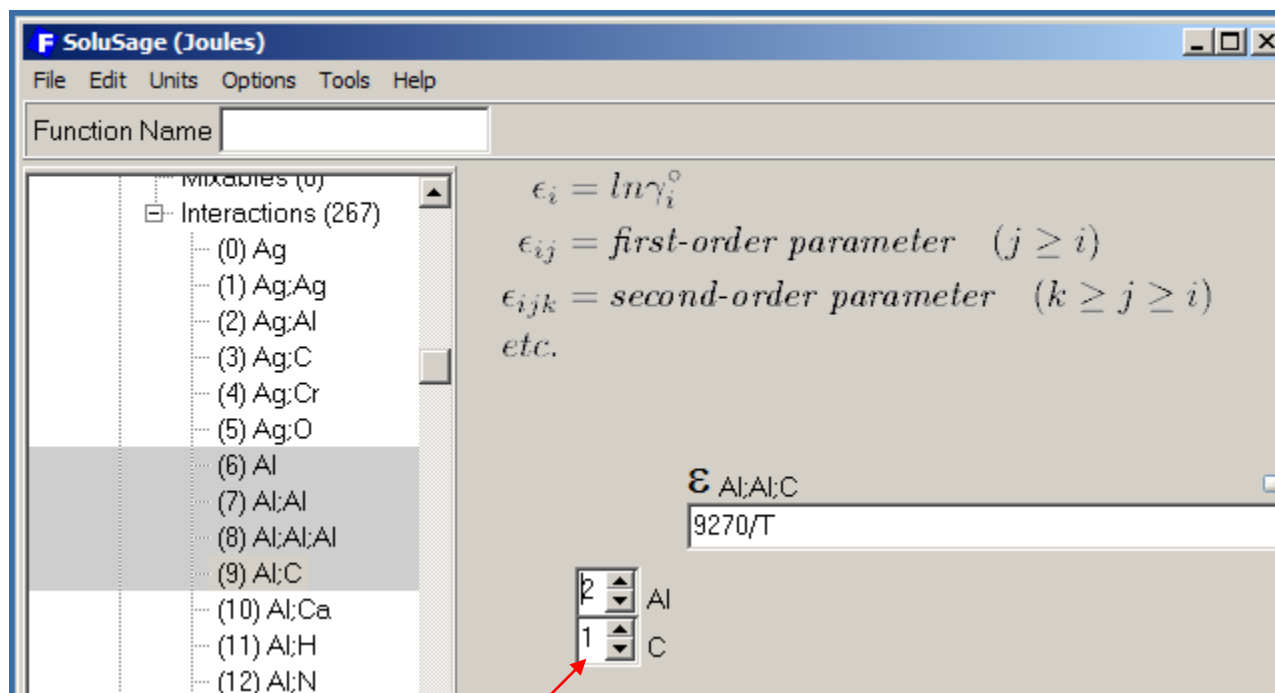 SoluSage (Joules)
File Edit Units Options Tools Help
Function Name
Mixables (0)
Interactions (267)
(0) Ag
(1) Ag;Ag
(2) Ag;Al
(3) Ag;C
(4) Ag;Cr
(5) Ag;O
(6) Al
(7) Al;Al
(8) Al;Al;Al
(9) Al;C
(10) Al;Ca
(11) Al;H
(12) Al;N
ϵᵢ = lnγᵢ°
ϵᵢⱼ = first-order parameter (j ≥ i)
ϵᵢⱼₖ = second-order parameter (k ≥ j ≥ i)
etc.
ε Al;Al;C
9270/T
2 Al
1 C